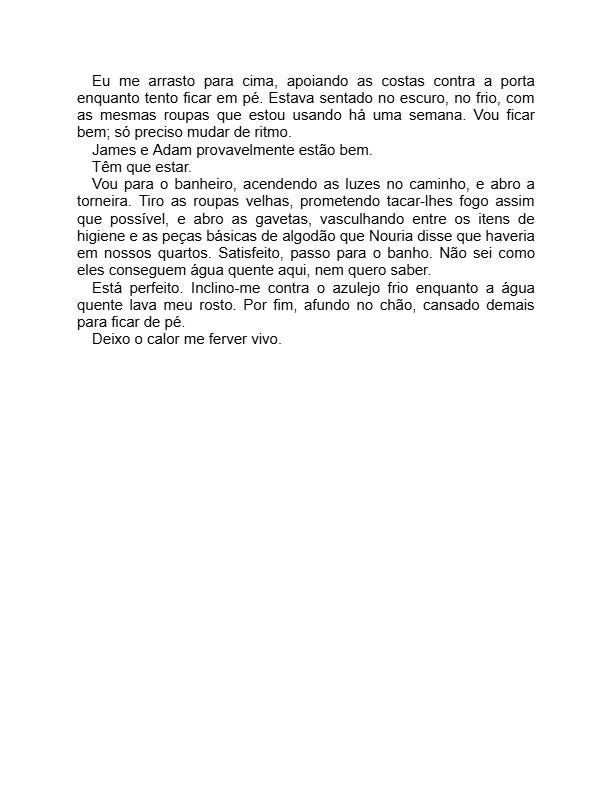 Eu me arrasto para cima, apoiando as costas contra a porta
enquanto tento ficar em pé. Estava sentado no escuro, no frio, com
as mesmas roupas que estou usando há uma semana. Vou ficar
bem; só preciso mudar de ritmo.
James e Adam provavelmente estão bem.
Têm que estar.
Vou para o banheiro, acendendo as luzes no caminho, e abro a
torneira. Tiro as roupas velhas, prometendo tacar-lhes fogo assim
que possível, e abro as gavetas, vasculhando entre os itens de
higiene e as peças básicas de algodão que Nouria disse que haveria
em nossos quartos. Satisfeito, passo para o banho. Não sei como
eles conseguem água quente aqui, nem quero saber.
Está perfeito. Inclino-me contra o azulejo frio enquanto a água
quente lava meu rosto. Por fim, afundo no chão, cansado demais
para ficar de pé.
Deixo o calor me ferver vivo.